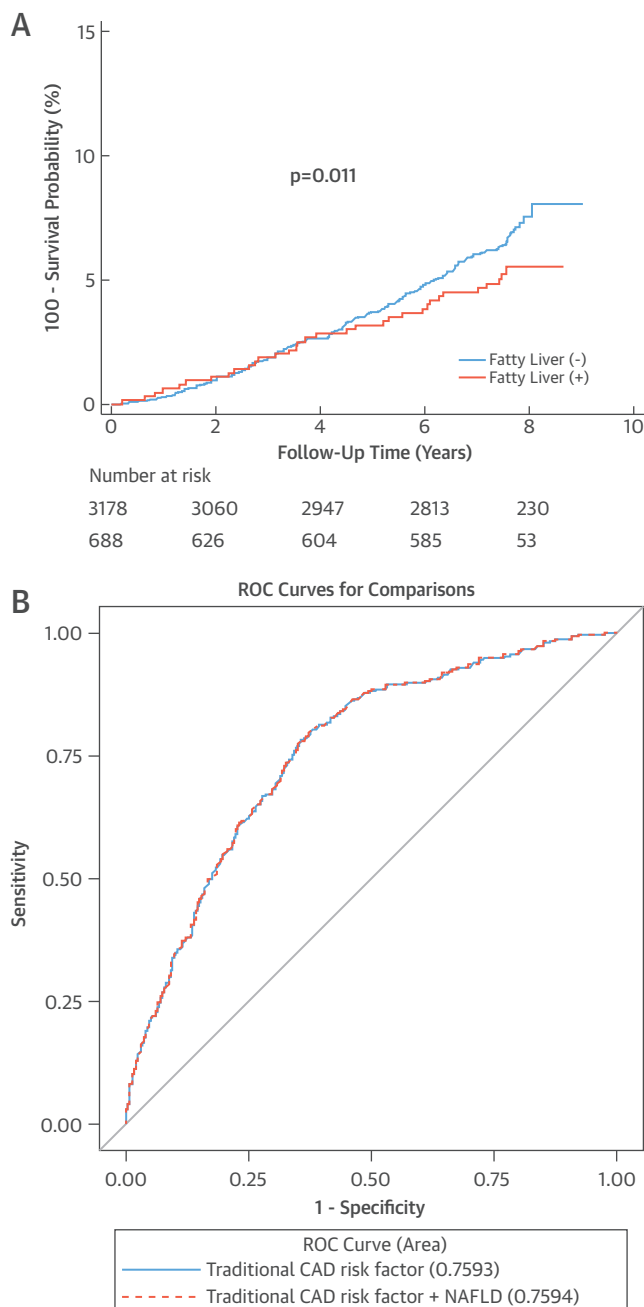 A
15
10
5
0
100 - Survival Probability (%)
p=0.011
Fatty Liver (-)
Fatty Liver (+)
0 2 4 6 8 10
Follow-Up Time (Years)
Number at risk
3178 3060 2947 2813 230
688 626 604 585 53
B
ROC Curves for Comparisons
1.00
0.75
0.50
0.25
0.00
Sensitivity
0.00 0.25 0.50 0.75 1.00
1 - Specificity
ROC Curve (Area)
Traditional CAD risk factor (0.7593)
Traditional CAD risk factor + NAFLD (0.7594)